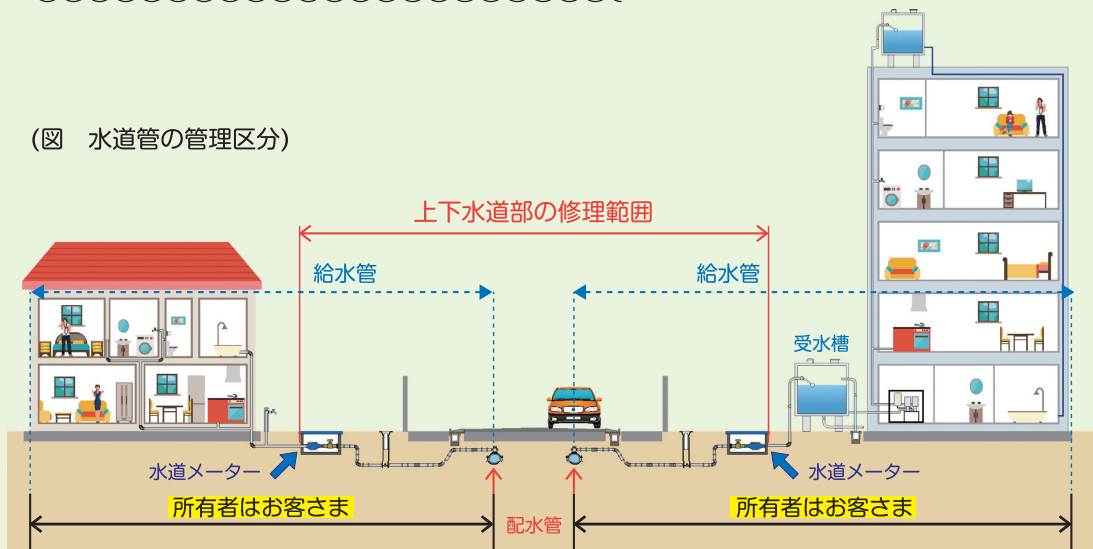 (図 水道管の管理区分)
上下水道部の修理範囲
給水管
給水管
受水槽
水道メーター
水道メーター
所有者はお客さま
所有者はお客さま
配水管